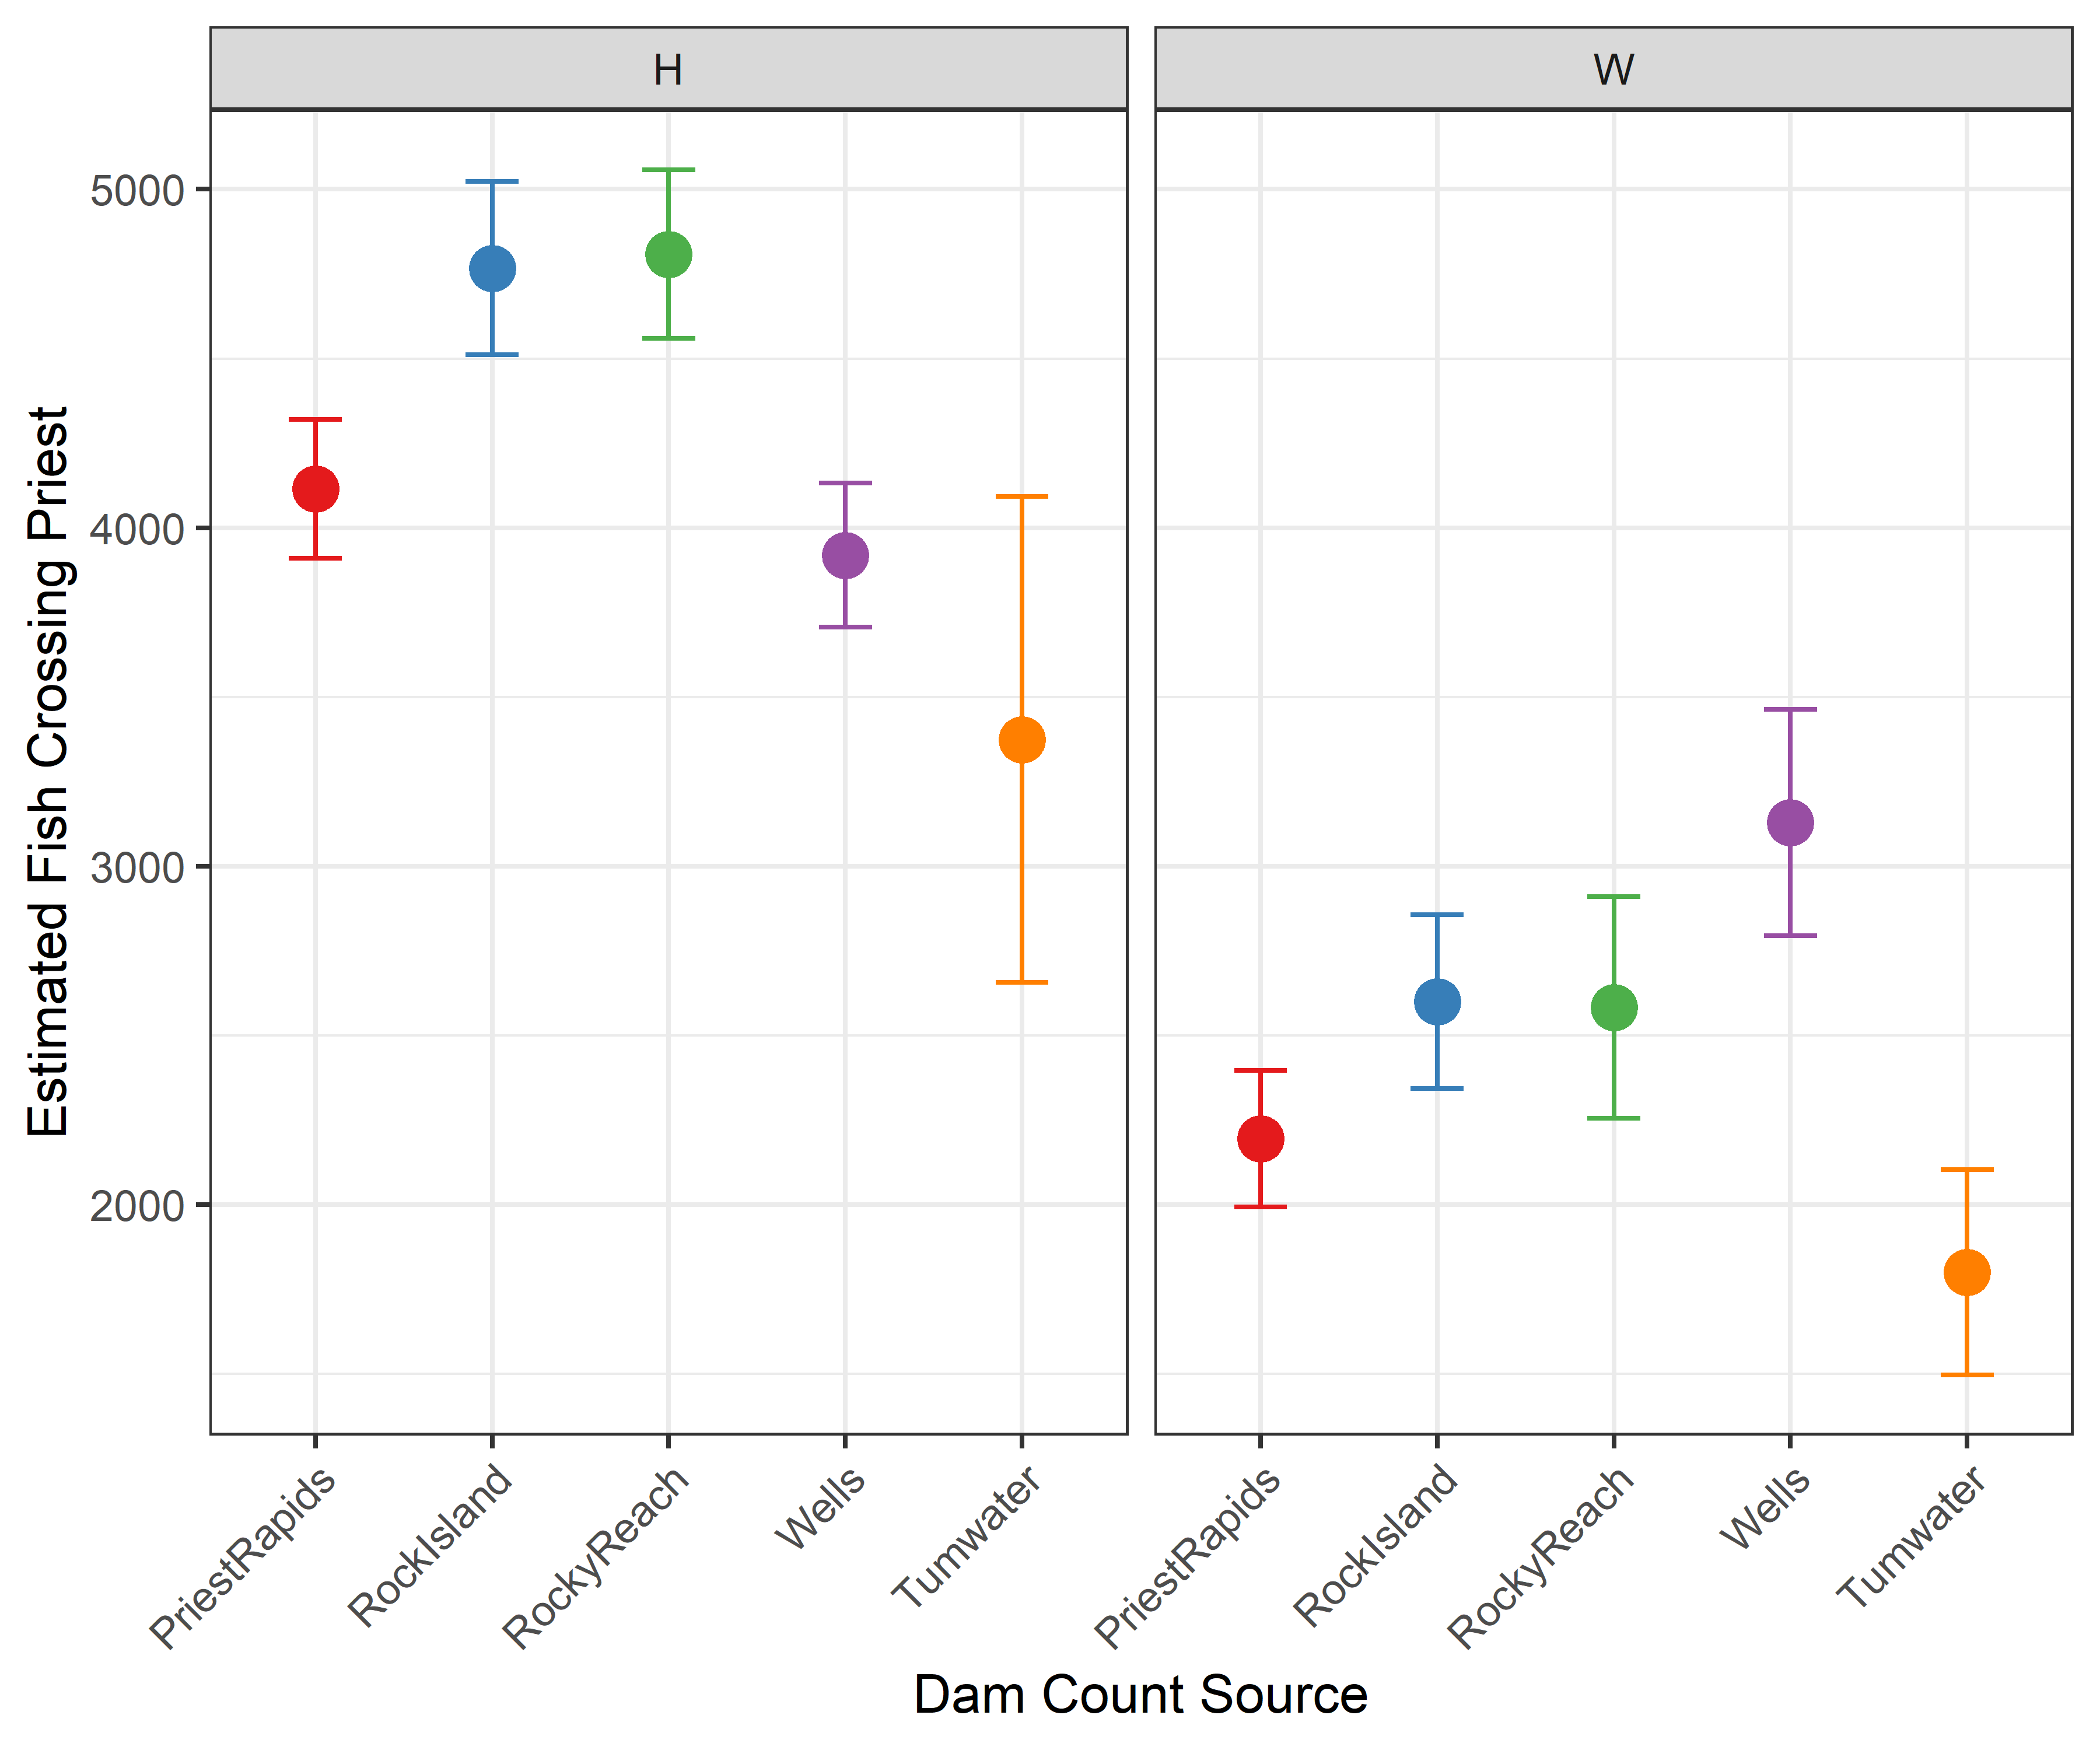 H
W
Estimated Fish Crossing Priest
5000
4000
3000
2000
PriestRapids
RockIsland
RockyReach
Wells
Tumwater
PriestRapids
RockIsland
RockyReach
Wells
Tumwater
Dam Count Source